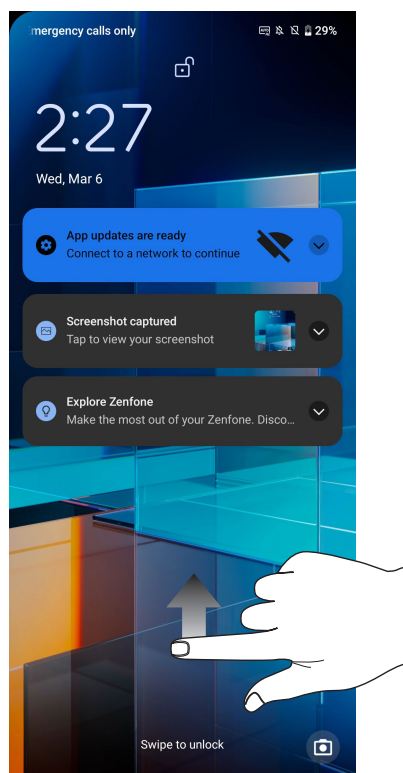 mergency calls only
29%
2:27
Wed, Mar 6
App updates are ready
Connect to a network to continue
Screenshot captured
Tap to view your screenshot
Explore Zenfone
Make the most out of your Zenfone. Disco...
Swipe to unlock